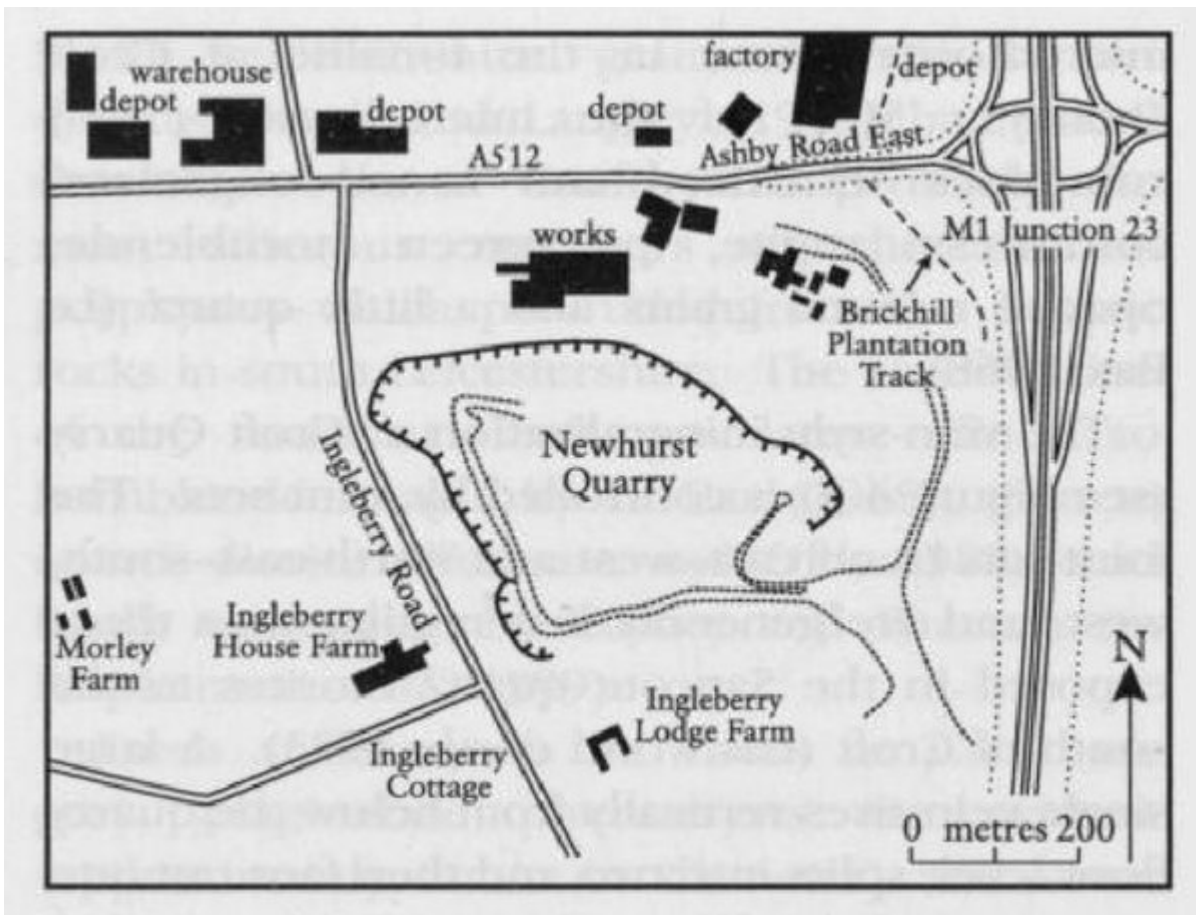 factory
depot
warehouse
depot
depot
depot
A512
Ashby Road East
M1 Junction 23
works
Brickhill
Plantation
Track
Newhurst
Quarry
Ingleberry Road
Morley
Farm
Ingleberry
House Farm
Ingleberry
Lodge Farm
Ingleberry
Cottage
N
0 metres 200